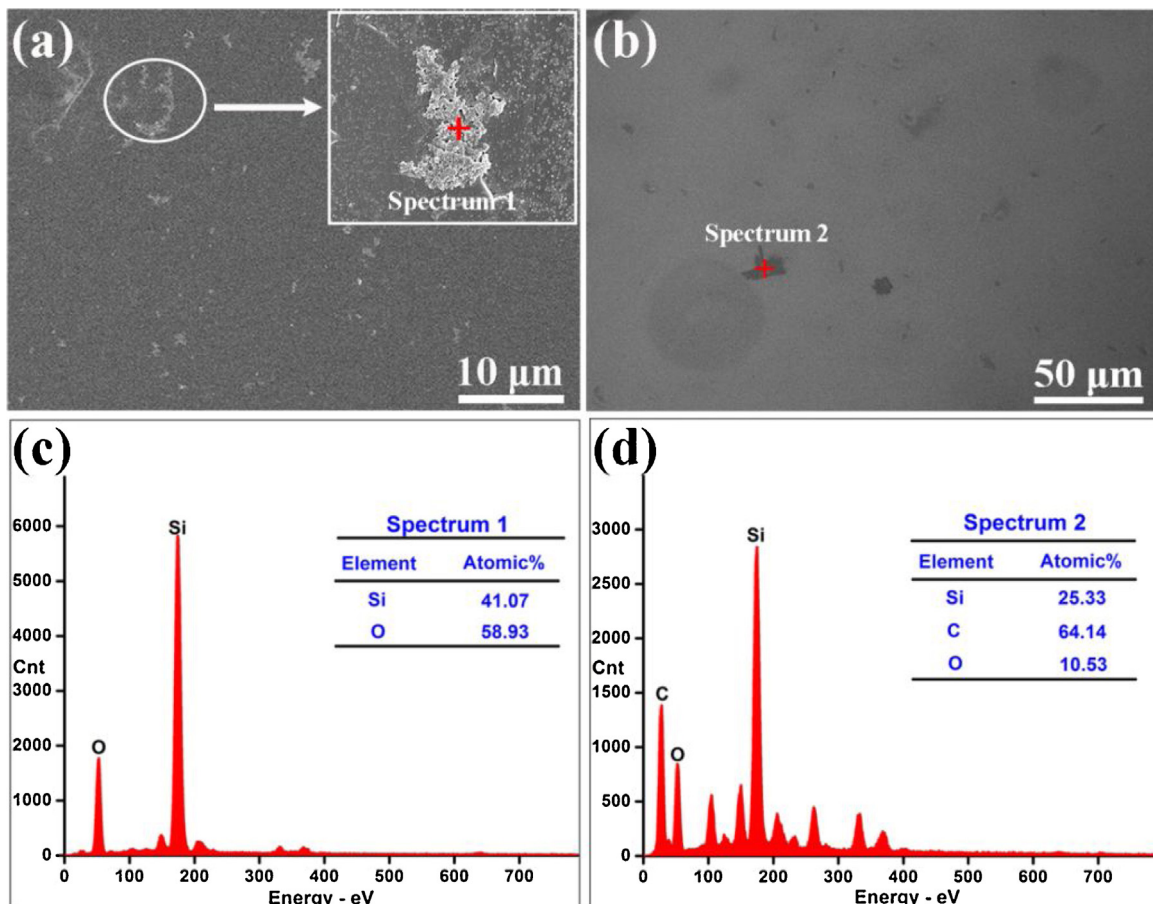 (a)
Spectrum 1
10 μm
(b)
Spectrum 2
50 μm
(c)
Cnt
6000
5000
4000
3000
2000
1000
0
Si
O
Spectrum 1
Element Atomic%
Si 41.07
O 58.93
0 100 200 300 400 500 600 700
Energy - eV
(d)
Cnt
3000
2500
2000
1500
1000
500
0
Si
C
O
Spectrum 2
Element Atomic%
Si 25.33
C 64.14
O 10.53
0 100 200 300 400 500 600 700
Energy - eV